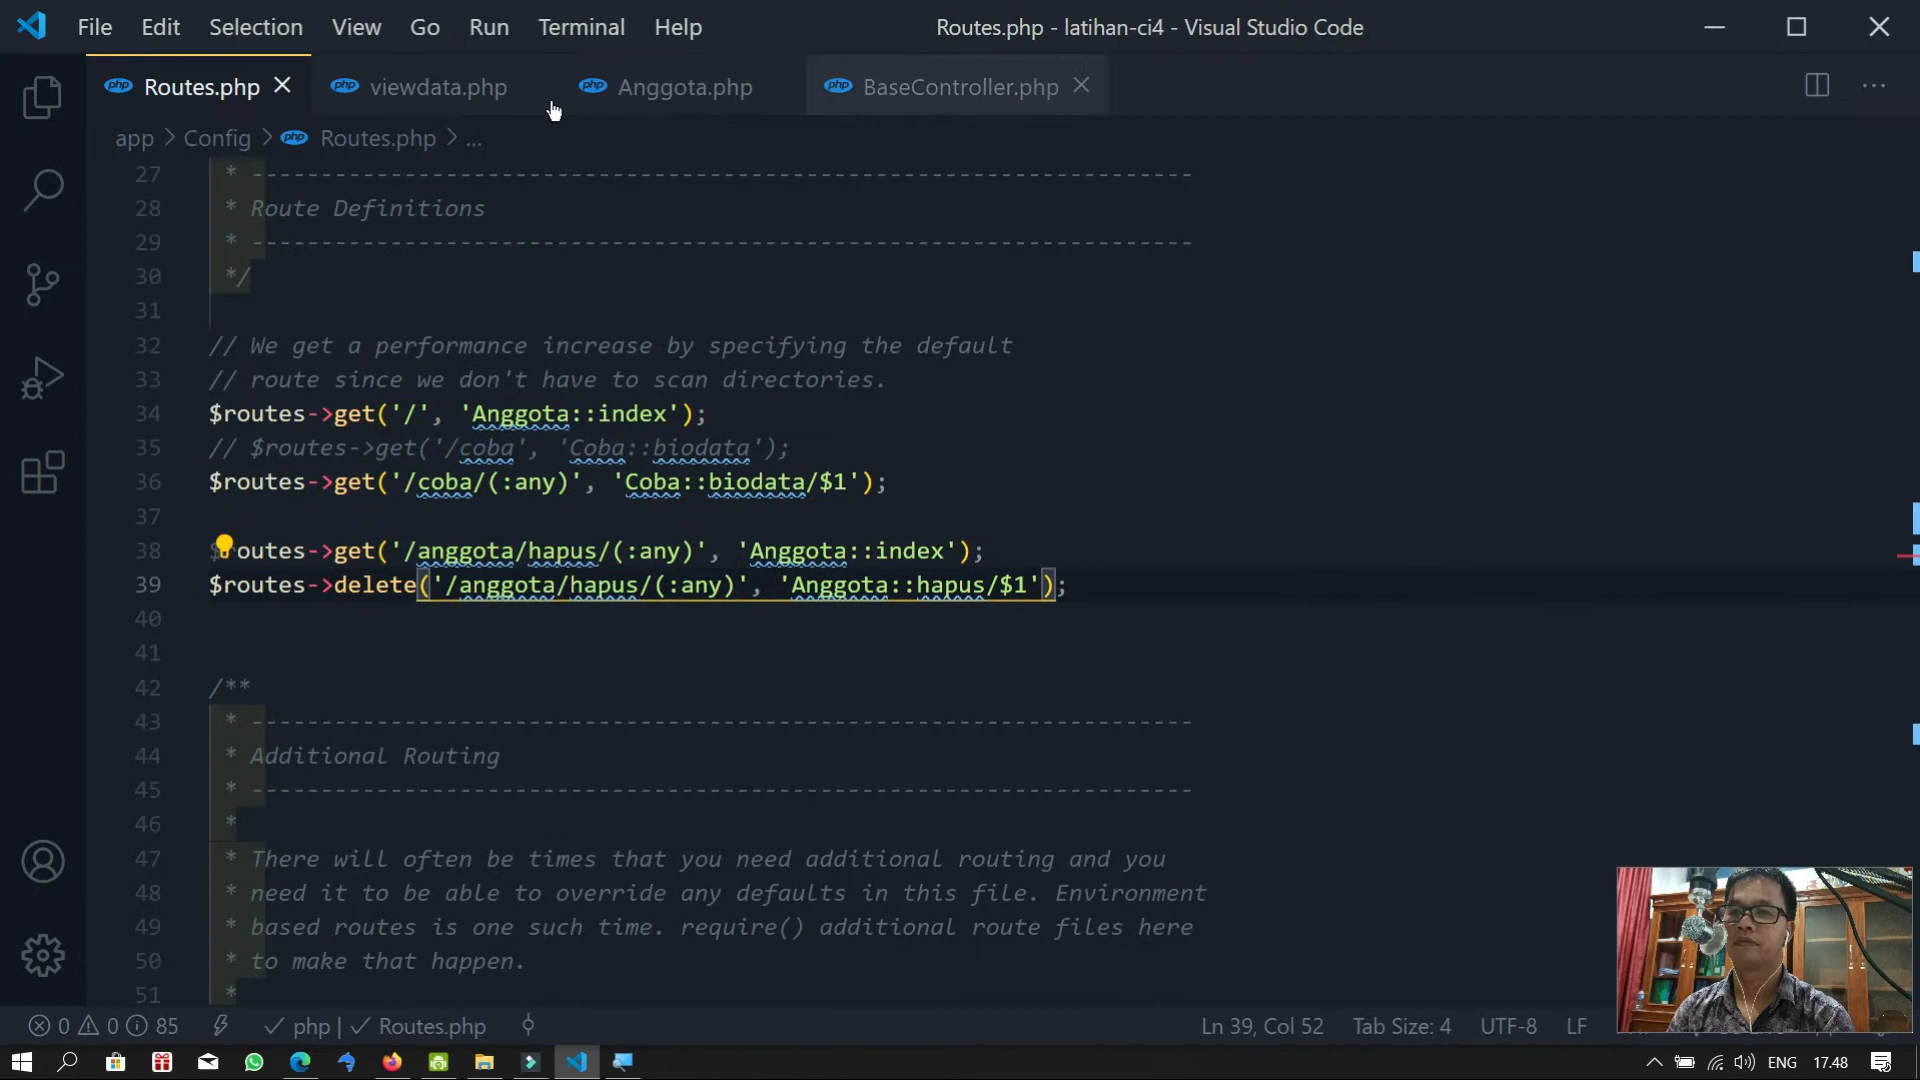 File Edit Selection View Go Run Terminal Help Routes.php - latihan-ci4 - Visual Studio Code
php Routes.php php viewdata.php php Anggota.php php BaseController.php
app > Config > php Routes.php > ...
27 * ------------------------------------------------------------------
28 * Route Definitions
29 * ------------------------------------------------------------------
30 */
31
32 // We get a performance increase by specifying the default
33 // route since we don't have to scan directories.
34 $routes->get('/', 'Anggota::index');
35 // $routes->get('/coba', 'Coba::biodata');
36 $routes->get('/coba/(:any)', 'Coba::biodata/$1');
37
38 $routes->get('/anggota/hapus/(:any)', 'Anggota::index');
39 $routes->delete('/anggota/hapus/(:any)', 'Anggota::hapus/$1');
40
41
42 /**
43 * ------------------------------------------------------------------
44 * Additional Routing
45 * ------------------------------------------------------------------
46 *
47 * There will often be times that you need additional routing and you
48 * need it to be able to override any defaults in this file. Environment
49 * based routes is one such time. require() additional route files here
50 * to make that happen.
51 *
0 0 85 php | Routes.php Ln 39, Col 52 Tab Size: 4 UTF-8 LF
ENG 17.48